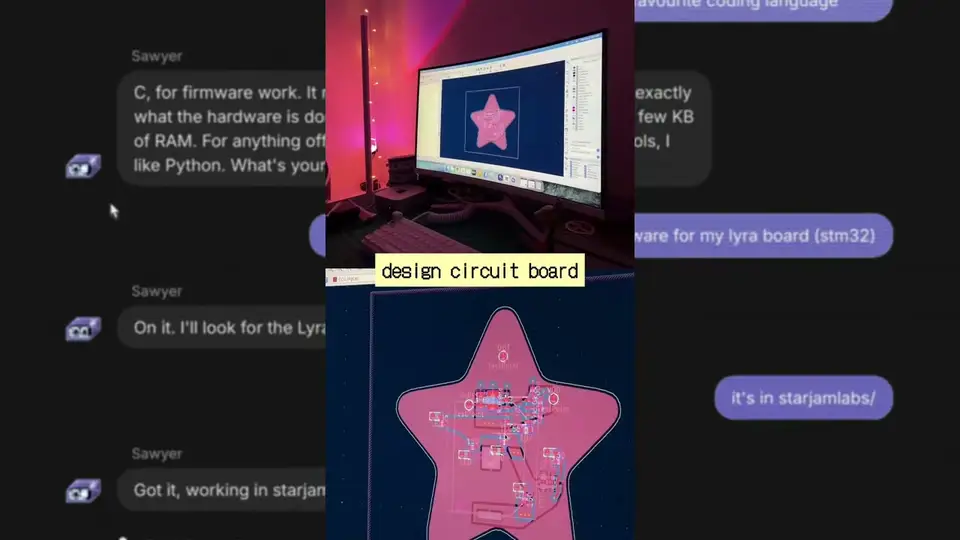 avourite coding language
Sawyer
C, for firmware work. It
exactly
what the hardware is do
few KB
of RAM. For anything off
ols, I
like Python. What's your
ware for my lyra board (stm32)
design circuit board
Sawyer
On it. I'll look for the Lyra
it's in starjamlabs/
Sawyer
Got it, working in starjam